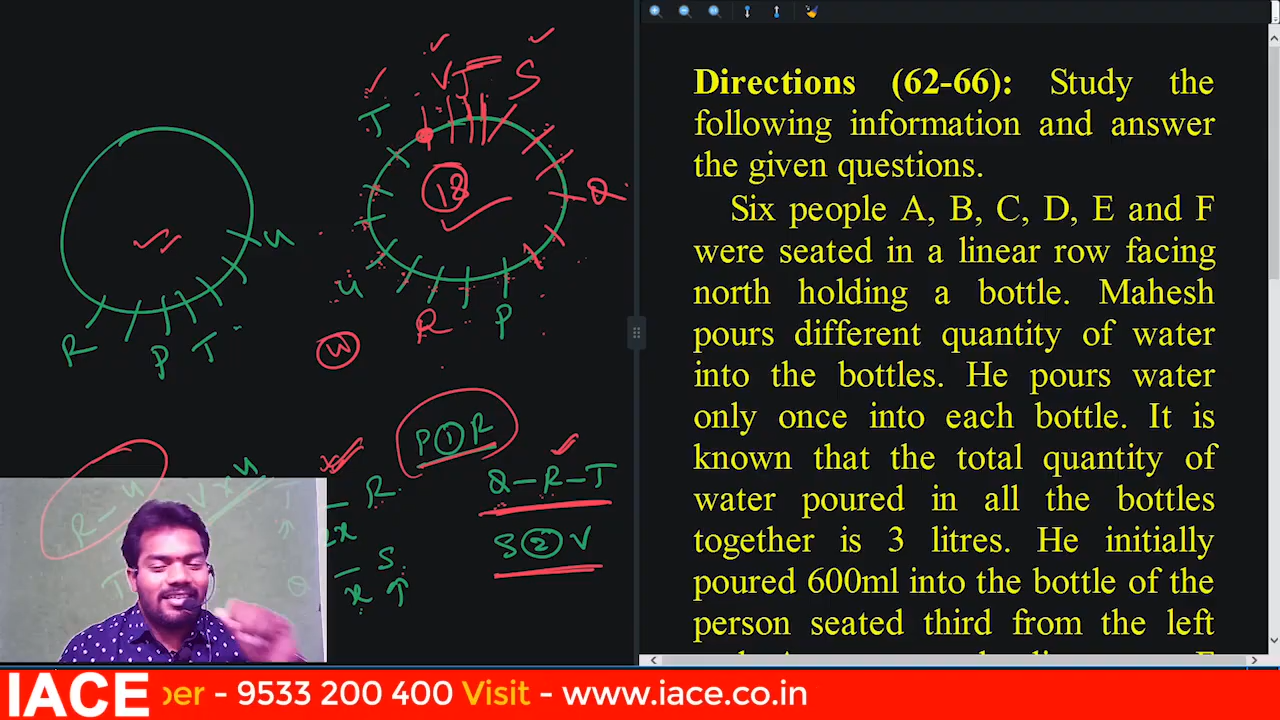 Directions (62-66): Study the
following information and answer
the given questions.
Six people A, B, C, D, E and F
were seated in a linear row facing
north holding a bottle. Mahesh
pours different quantity of water
into the bottles. He pours water
only once into each bottle. It is
known that the total quantity of
water poured in all the bottles
together is 3 litres. He initially
poured 600ml into the bottle of the
person seated third from the left
T V T S
18
Q
U
R P
W
U
R P T
P 1 R
R
Q - R - T
2x
S 2 V
S
x
R - U
V x U
IACE
per - 9533 200 400 Visit - www.iace.co.in